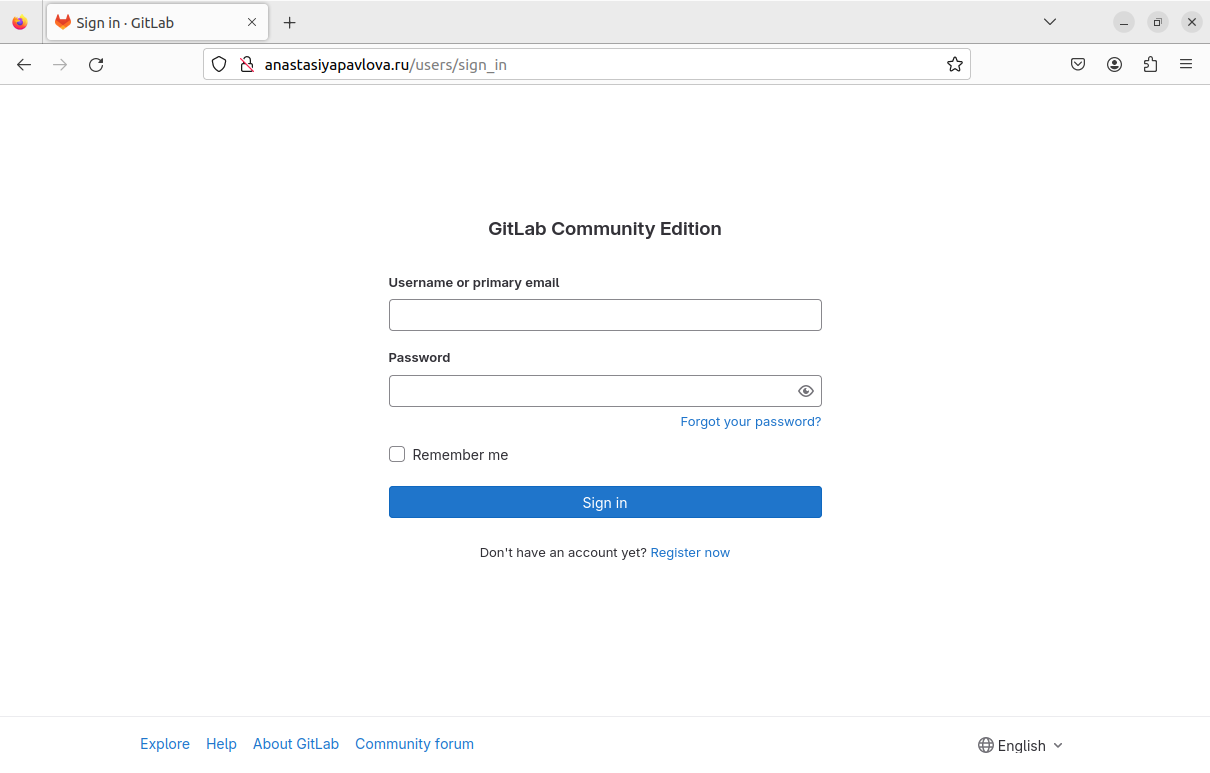 Sign in · GitLab
anastasiyapavlova.ru/users/sign_in
GitLab Community Edition
Username or primary email
Password
Forgot your password?
Remember me
Sign in
Don't have an account yet? Register now
Explore Help About GitLab Community forum
English